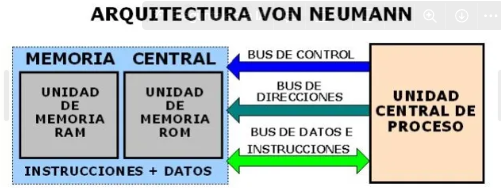 ARQUITECTURA VON NEUMANN
MEMORIA CENTRAL
UNIDAD
DE
MEMORIA
RAM
UNIDAD
DE
MEMORIA
ROM
INSTRUCCIONES + DATOS
BUS DE CONTROL
BUS DE
DIRECCIONES
BUS DE DATOS E
INSTRUCCIONES
UNIDAD
CENTRAL DE
PROCESO